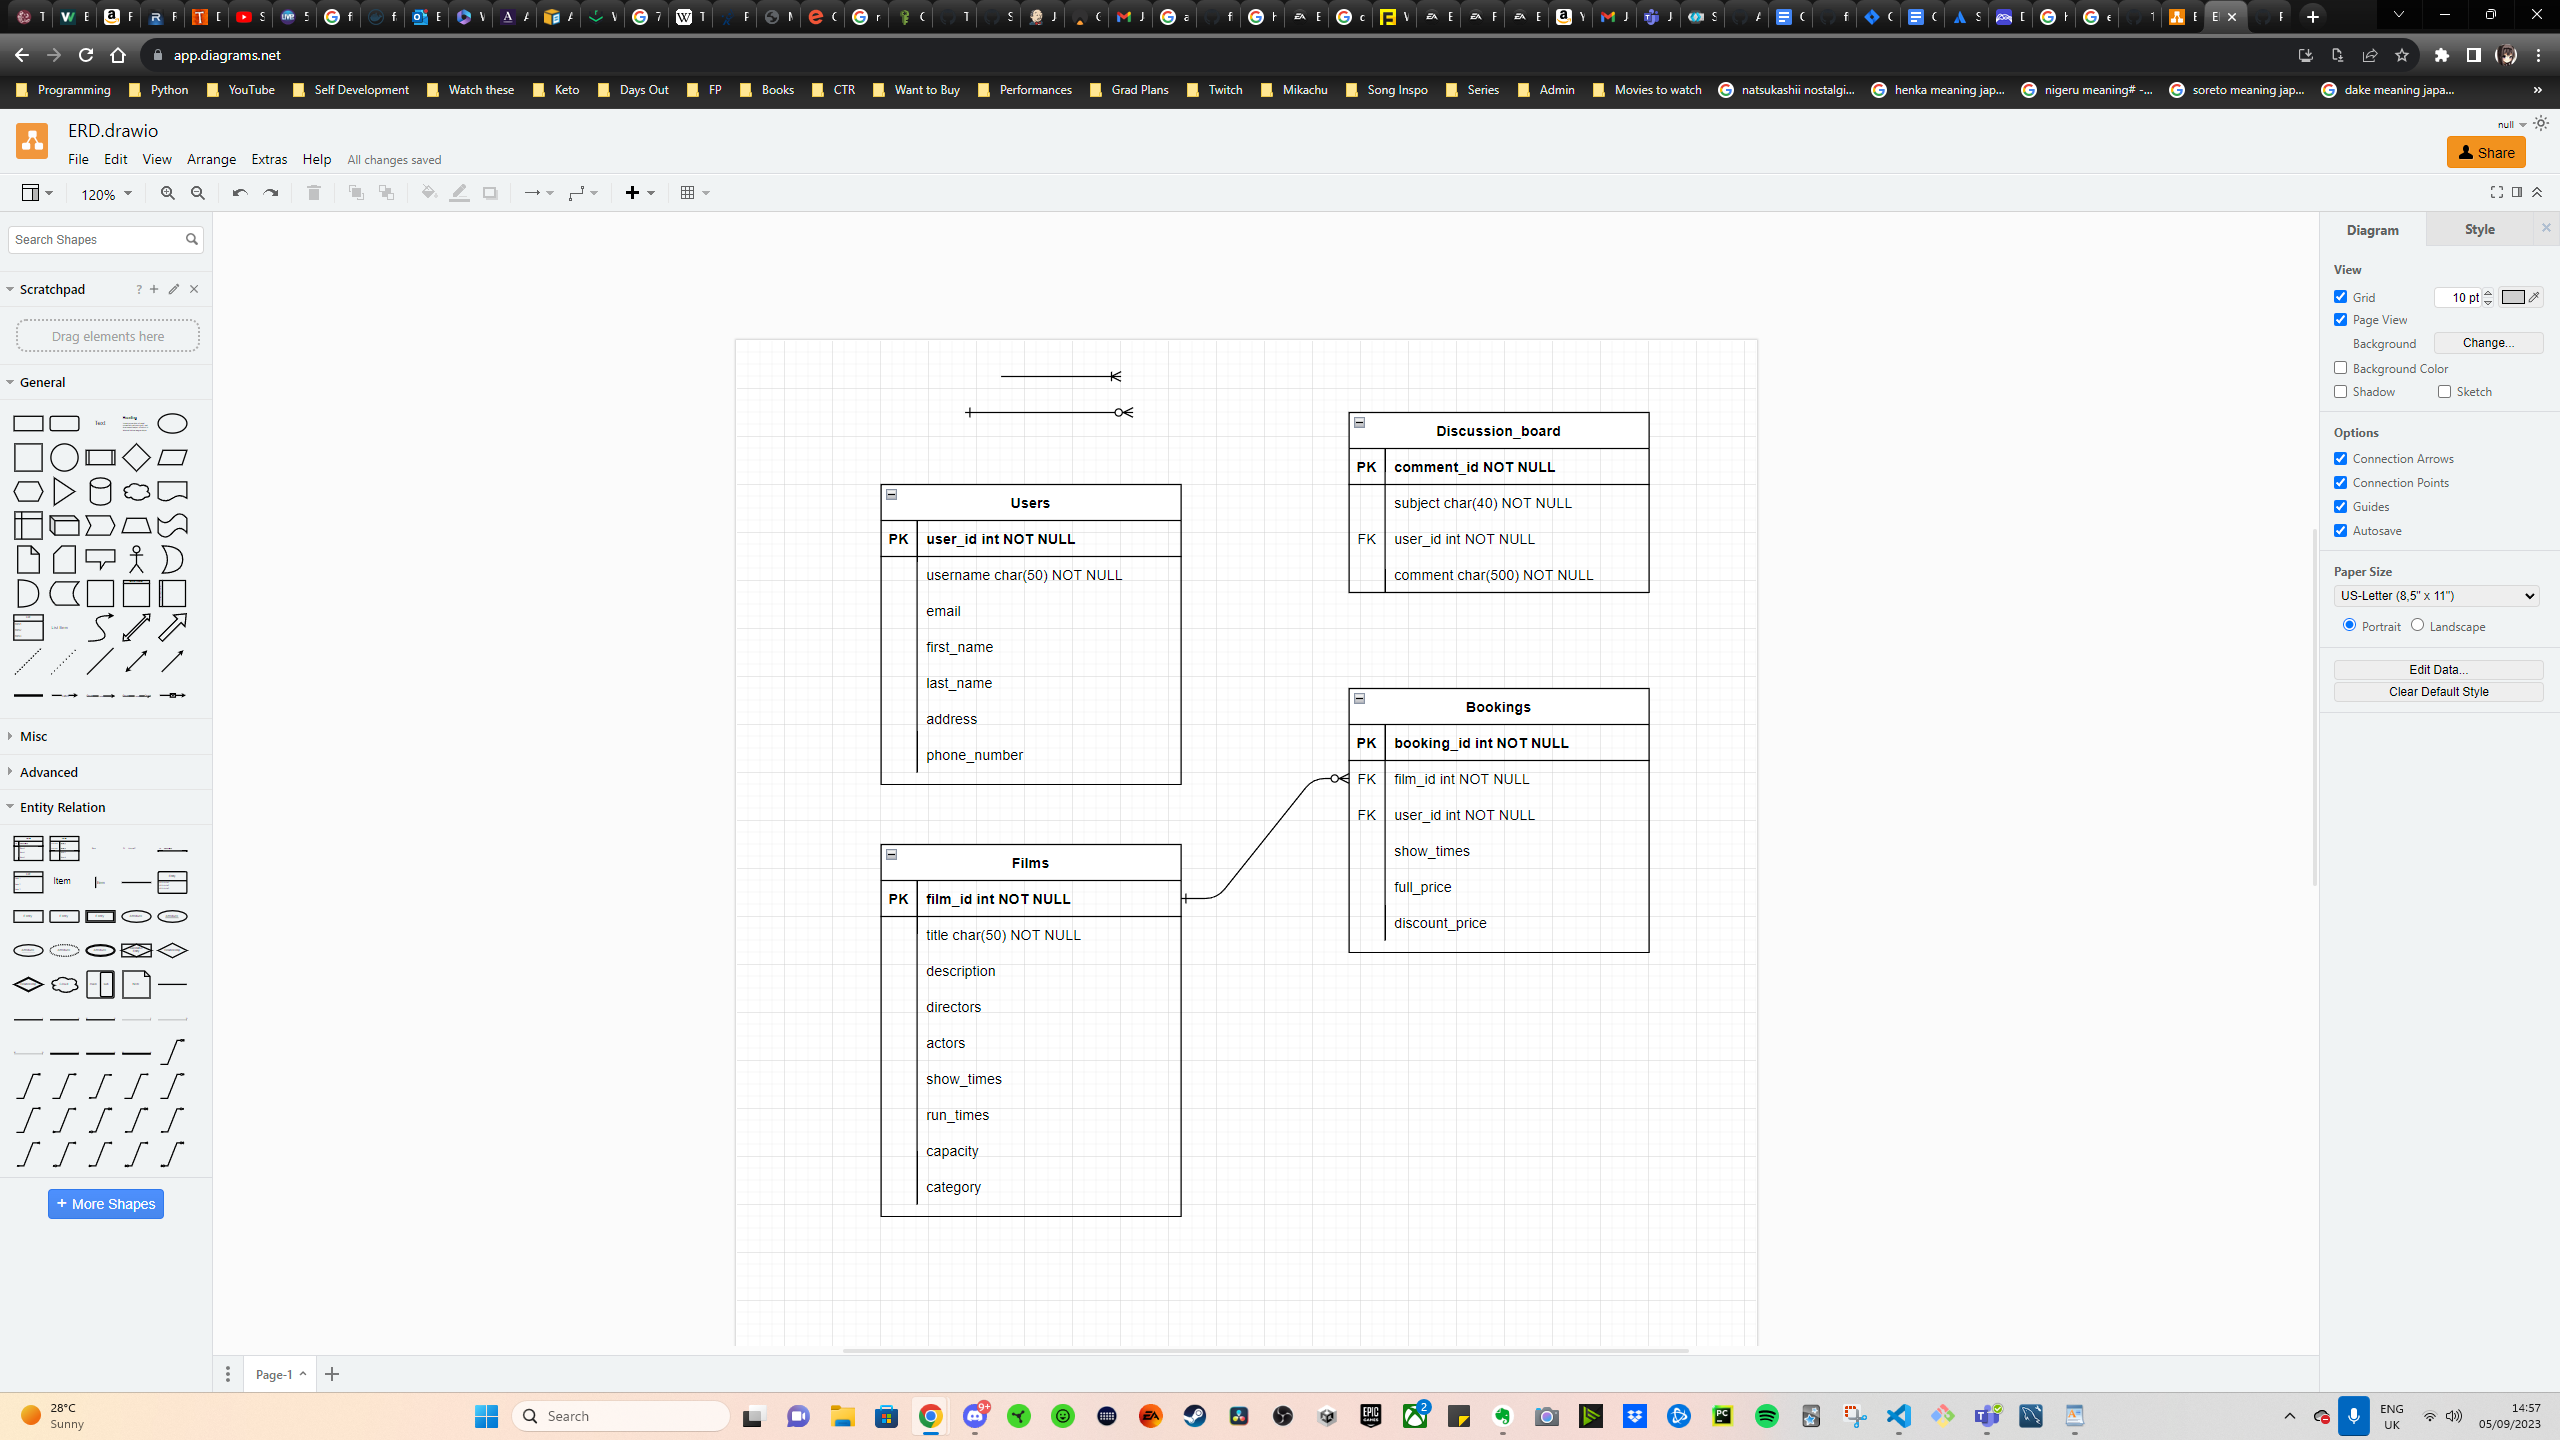 app.diagrams.net
Programming
Python
YouTube
Self Development
Watch these
Keto
Days Out
FP
Books
CTR
Want to Buy
Performances
Grad Plans
Twitch
Mikachu
Song Inspo
Series
Admin
Movies to watch
natsukashii nostalgi...
henka meaning jap...
nigeru meaning# -...
soreto meaning jap...
dake meaning japa...
»
ERD.drawio
null
File
Edit
View
Arrange
Extras
Help
All changes saved
Share
120%
Search Shapes
Scratchpad
?
Drag elements here
General
Text
Heading
Misc
Advanced
Entity Relation
Item
+ More Shapes
Users
PK
user_id int NOT NULL
username char(50) NOT NULL
email
first_name
last_name
address
phone_number
Films
PK
film_id int NOT NULL
title char(50) NOT NULL
description
directors
actors
show_times
run_times
capacity
category
Discussion_board
PK
comment_id NOT NULL
subject char(40) NOT NULL
FK
user_id int NOT NULL
comment char(500) NOT NULL
Bookings
PK
booking_id int NOT NULL
FK
film_id int NOT NULL
FK
user_id int NOT NULL
show_times
full_price
discount_price
Diagram
Style
View
Grid
10 pt
Page View
Background
Change...
Background Color
Shadow
Sketch
Options
Connection Arrows
Connection Points
Guides
Autosave
Paper Size
US-Letter (8,5" x 11")
Portrait
Landscape
Edit Data...
Clear Default Style
Page-1
28°C
Sunny
Search
9+
EA
EPIC GAMES
2
PC
ENG
UK
14:57
05/09/2023